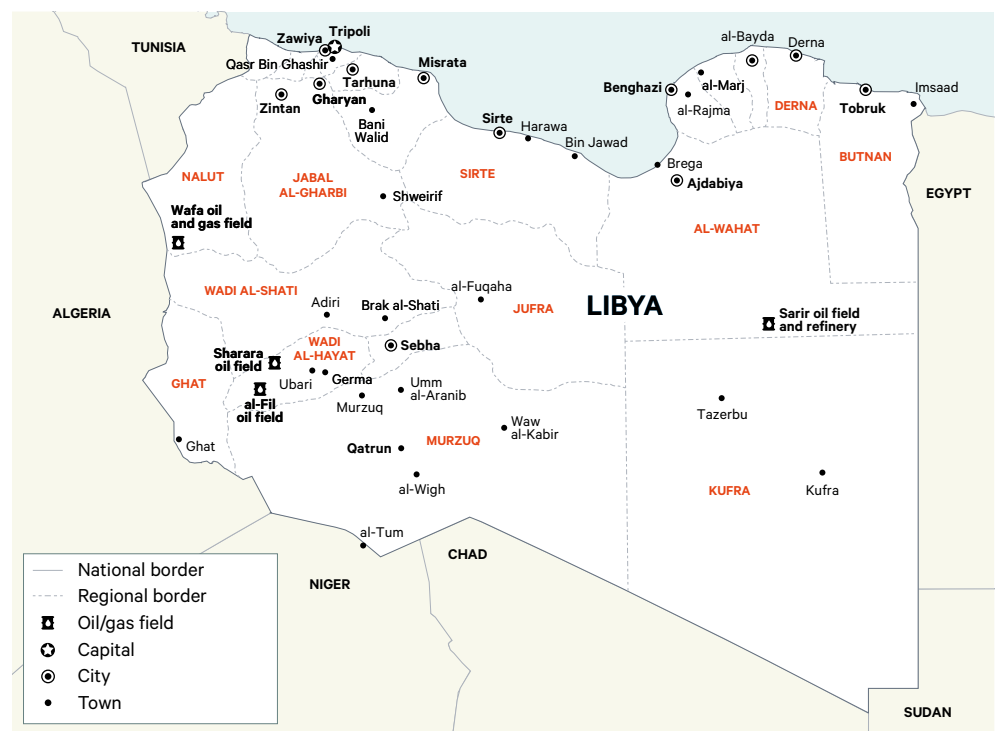 TUNISIA
Zawiya
Tripoli
Qasr Bin Ghashir
Tarhuna
Misrata
Zintan
Gharyan
Bani
Walid
Sirte
Harawa
Bin Jawad
Benghazi
al-Bayda
Derna
al-Marj
al-Rajma
DERNA
Tobruk
Imsaad
BUTNAN
Brega
Ajdabiya
EGYPT
NALUT
JABAL
AL-GHARBI
SIRTE
Shweirif
Wafa oil
and gas field
AL-WAHAT
WADI AL-SHATI
al-Fuqaha
Adiri
Brak al-Shati
JUFRA
LIBYA
ALGERIA
Sarir oil field
and refinery
WADI
AL-HAYAT
Sebha
Sharara
oil field
GHAT
Ubari
Germa
Umm
al-Aranib
al-Fil
oil field
Murzuq
Tazerbu
Waw
al-Kabir
Ghat
Qatrun
MURZUQ
al-Wigh
KUFRA
Kufra
al-Tum
CHAD
NIGER
SUDAN
National border
Regional border
Oil/gas field
Capital
City
Town